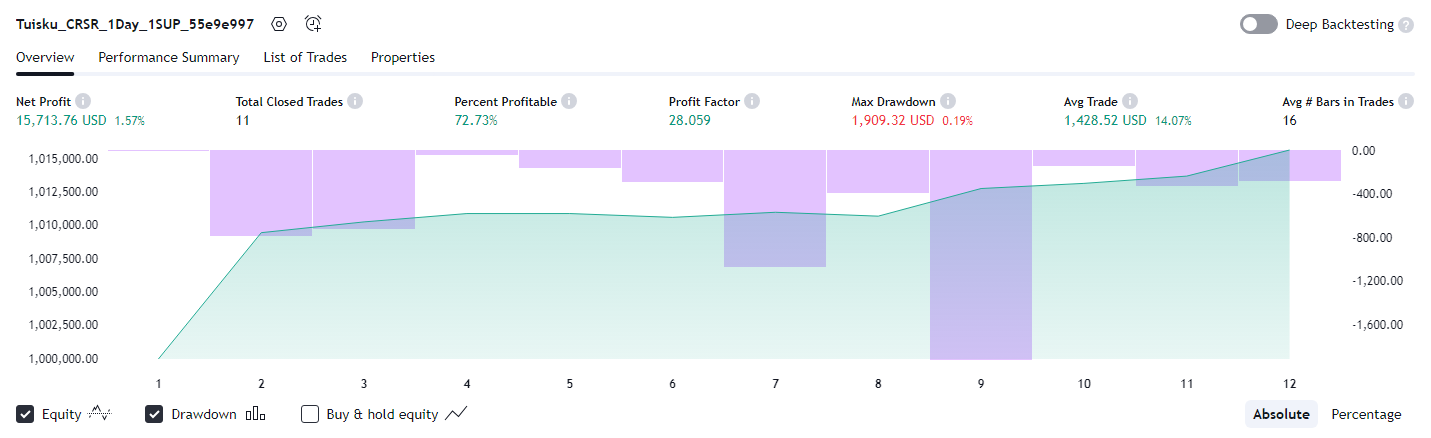 Tuisku_CRSR_1Day_1SUP_55e9e997 Deep Backtesting ?
Overview Performance Summary List of Trades Properties
Net Profit i Total Closed Trades i Percent Profitable i Profit Factor i Max Drawdown i Avg Trade i Avg # Bars in Trades i
15,713.76 USD 1.57% 11 72.73% 28.059 1,909.32 USD 0.19% 1,428.52 USD 14.07% 16
1,015,000.00 0.00
1,012,500.00 -400.00
1,010,000.00 -800.00
1,007,500.00 -1,200.00
1,005,000.00 -1,600.00
1,002,500.00
1,000,000.00
1 2 3 4 5 6 7 8 9 10 11 12
Equity Drawdown Buy & hold equity Absolute Percentage